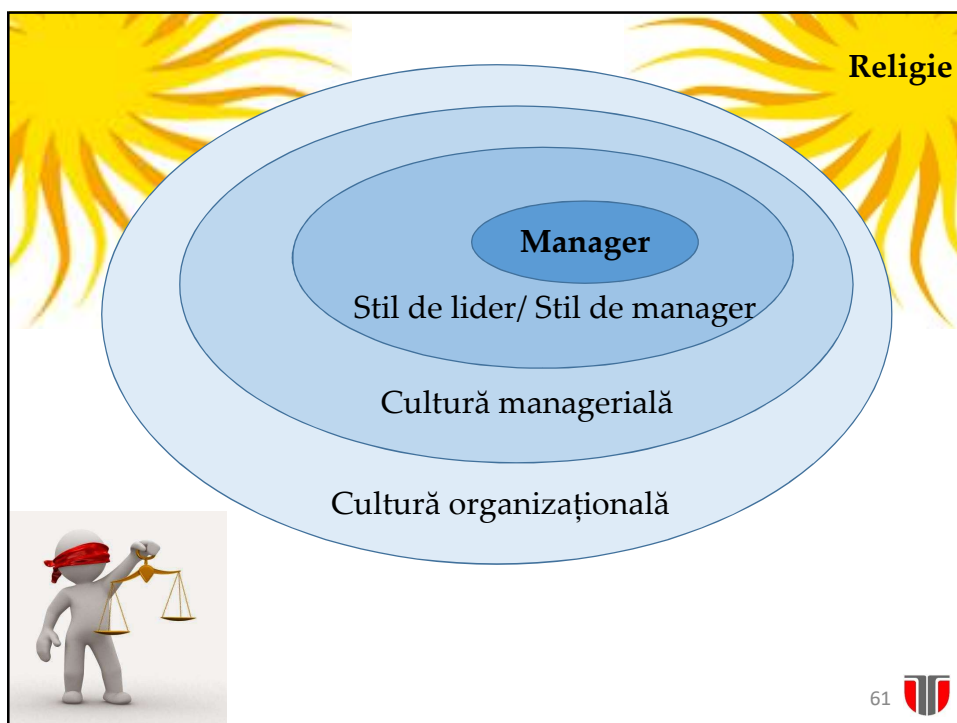 Religie
Manager
Stil de lider/ Stil de manager
Cultură managerială
Cultură organizațională
61